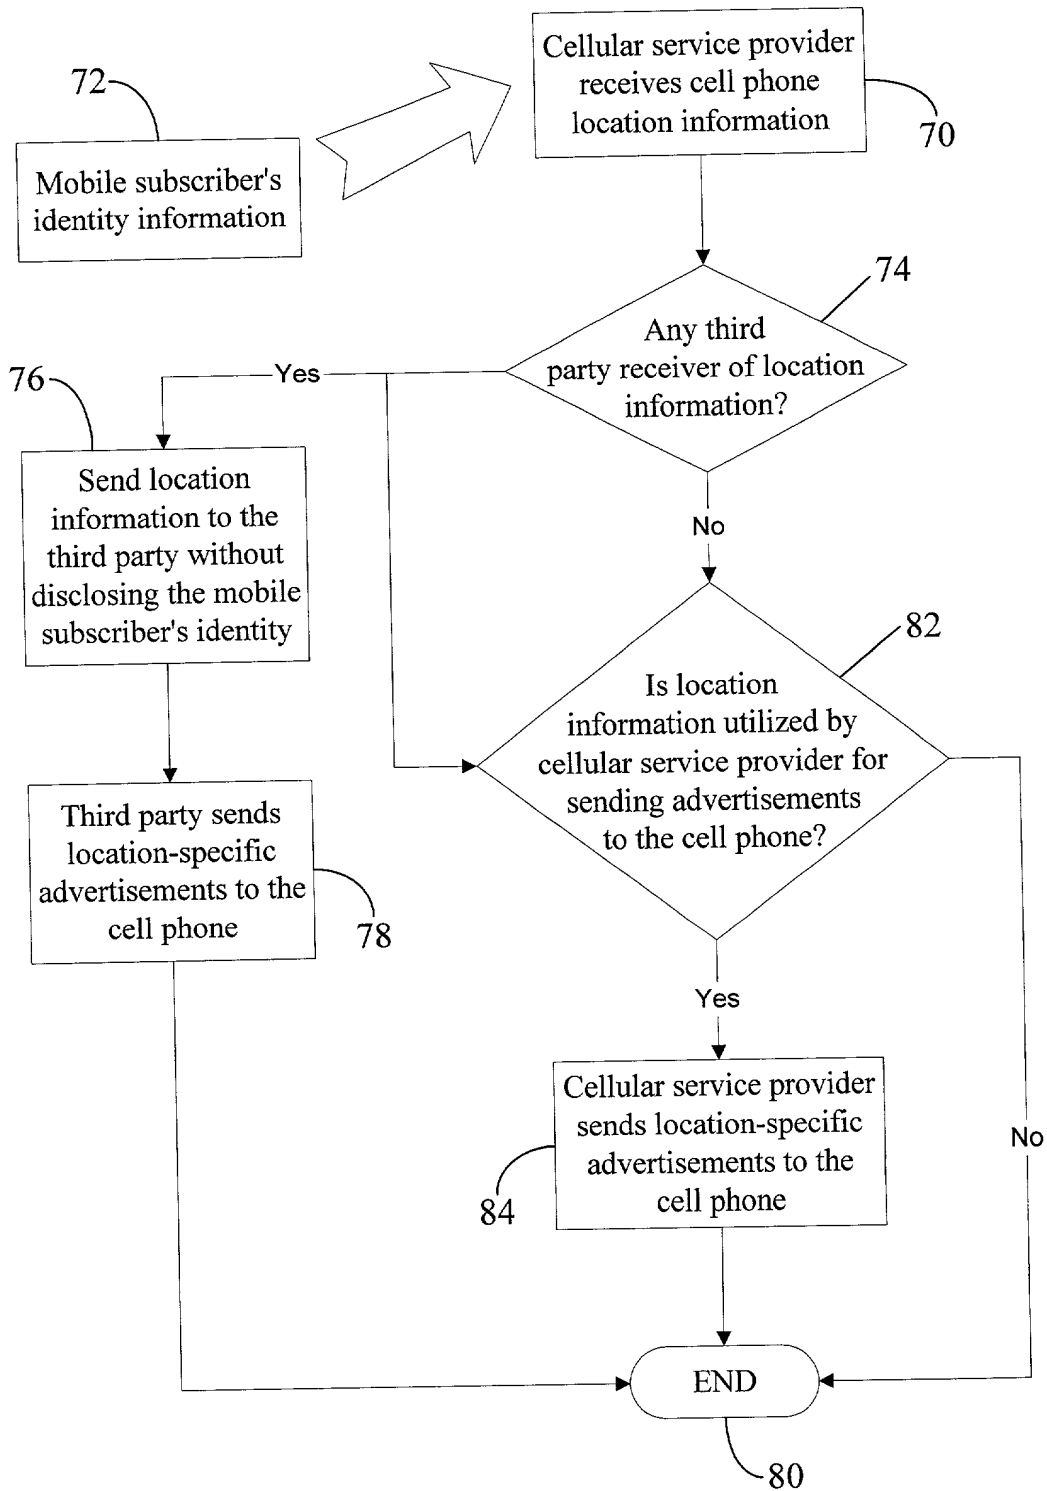 Cellular service provider
receives cell phone
location information
70
72
Mobile subscriber's
identity information
74
Any third
party receiver of location
information?
Yes
76
Send location
information to the
third party without
disclosing the mobile
subscriber's identity
No
82
Is location
information utilized by
cellular service provider for
sending advertisements
to the cell phone?
Third party sends
location-specific
advertisements to the
cell phone
78
Yes
Cellular service provider
sends location-specific
advertisements to the
cell phone
84
No
END
80